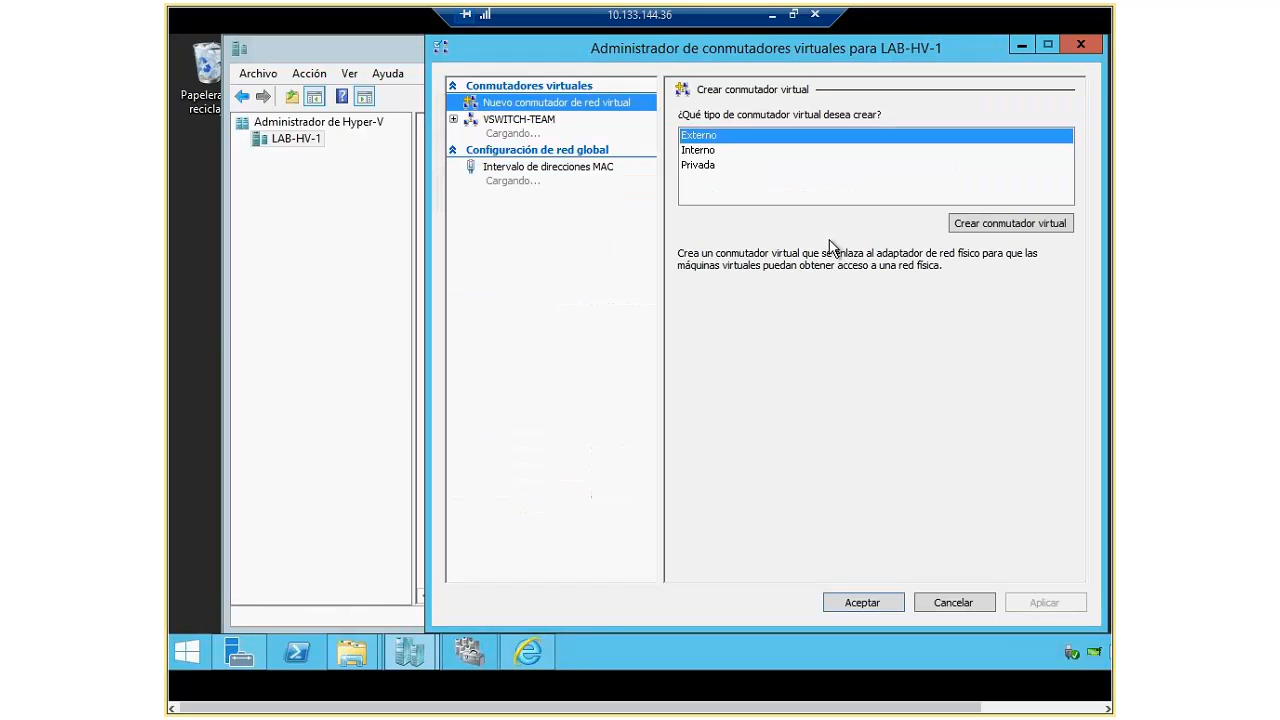 10.133.144.36
Papelera
recicla
Archivo Acción Ver Ayuda
Administrador de Hyper-V
LAB-HV-1
Administrador de conmutadores virtuales para LAB-HV-1
Conmutadores virtuales
Nuevo conmutador de red virtual
VSWITCH-TEAM
Cargando...
Configuración de red global
Intervalo de direcciones MAC
Cargando...
Crear conmutador virtual
¿Qué tipo de conmutador virtual desea crear?
Externo
Interno
Privada
Crear conmutador virtual
Crea un conmutador virtual que se enlaza al adaptador de red físico para que las
máquinas virtuales puedan obtener acceso a una red física.
Aceptar Cancelar Aplicar